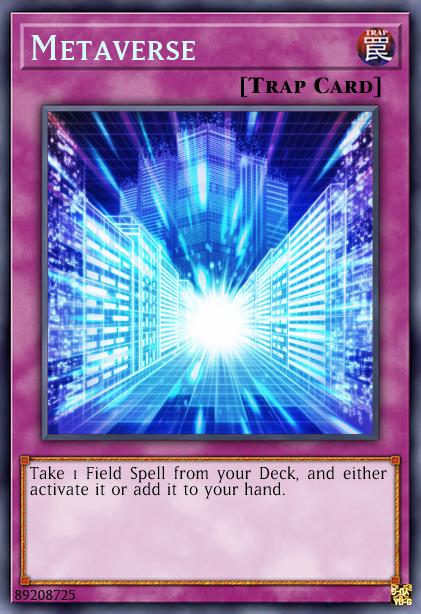 Metaverse
TRAP
罠
[Trap Card]
Take 1 Field Spell from your Deck, and either
activate it or add it to your hand.
89208725